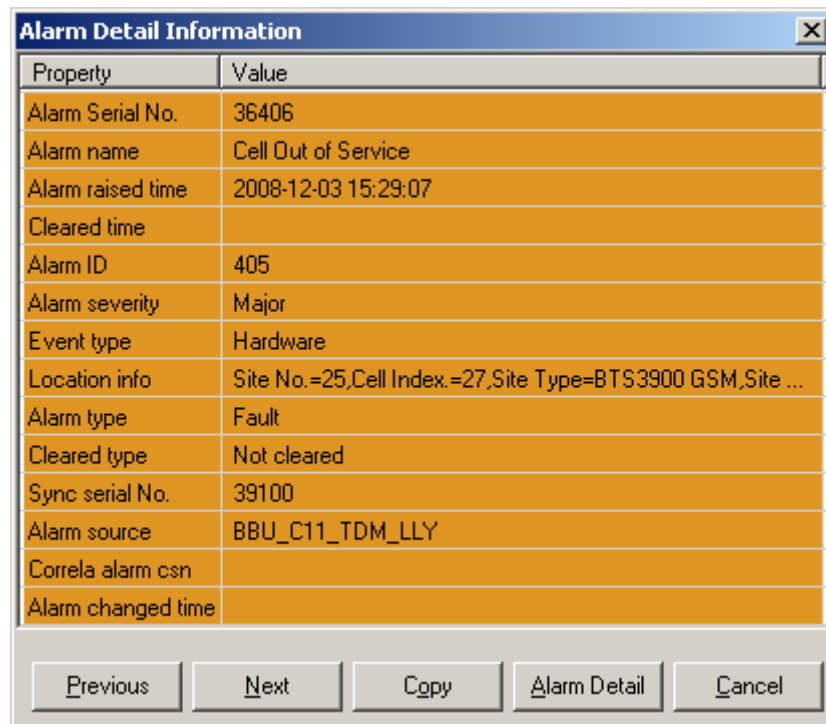 Alarm Detail Information
Property Value
Alarm Serial No. 36406
Alarm name Cell Out of Service
Alarm raised time 2008-12-03 15:29:07
Cleared time
Alarm ID 405
Alarm severity Major
Event type Hardware
Location info Site No.=25,Cell Index.=27,Site Type=BTS3900 GSM,Site ...
Alarm type Fault
Cleared type Not cleared
Sync serial No. 39100
Alarm source BBU_C11_TDM_LLY
Correla alarm csn
Alarm changed time
Previous Next Copy Alarm Detail Cancel